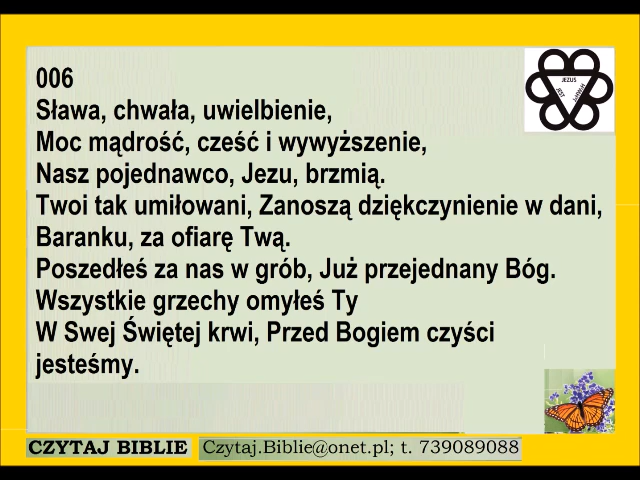 006
Sława, chwała, uwielbienie,
Moc mądrość, cześć i wywyższenie,
Nasz pojednawco, Jezu, brzmią.
Twoi tak umiłowani, Zanoszą dziękczynienie w dani,
Baranku, za ofiarę Twą.
Poszedłeś za nas w grób, Już przejednany Bóg.
Wszystkie grzechy omyłeś Ty
W Swej Świętej krwi, Przed Bogiem czyści
jesteśmy.
JEZUS
JEST
CZYTAJ BIBLIE Czytaj.Biblie@onet.pl; t. 739089088